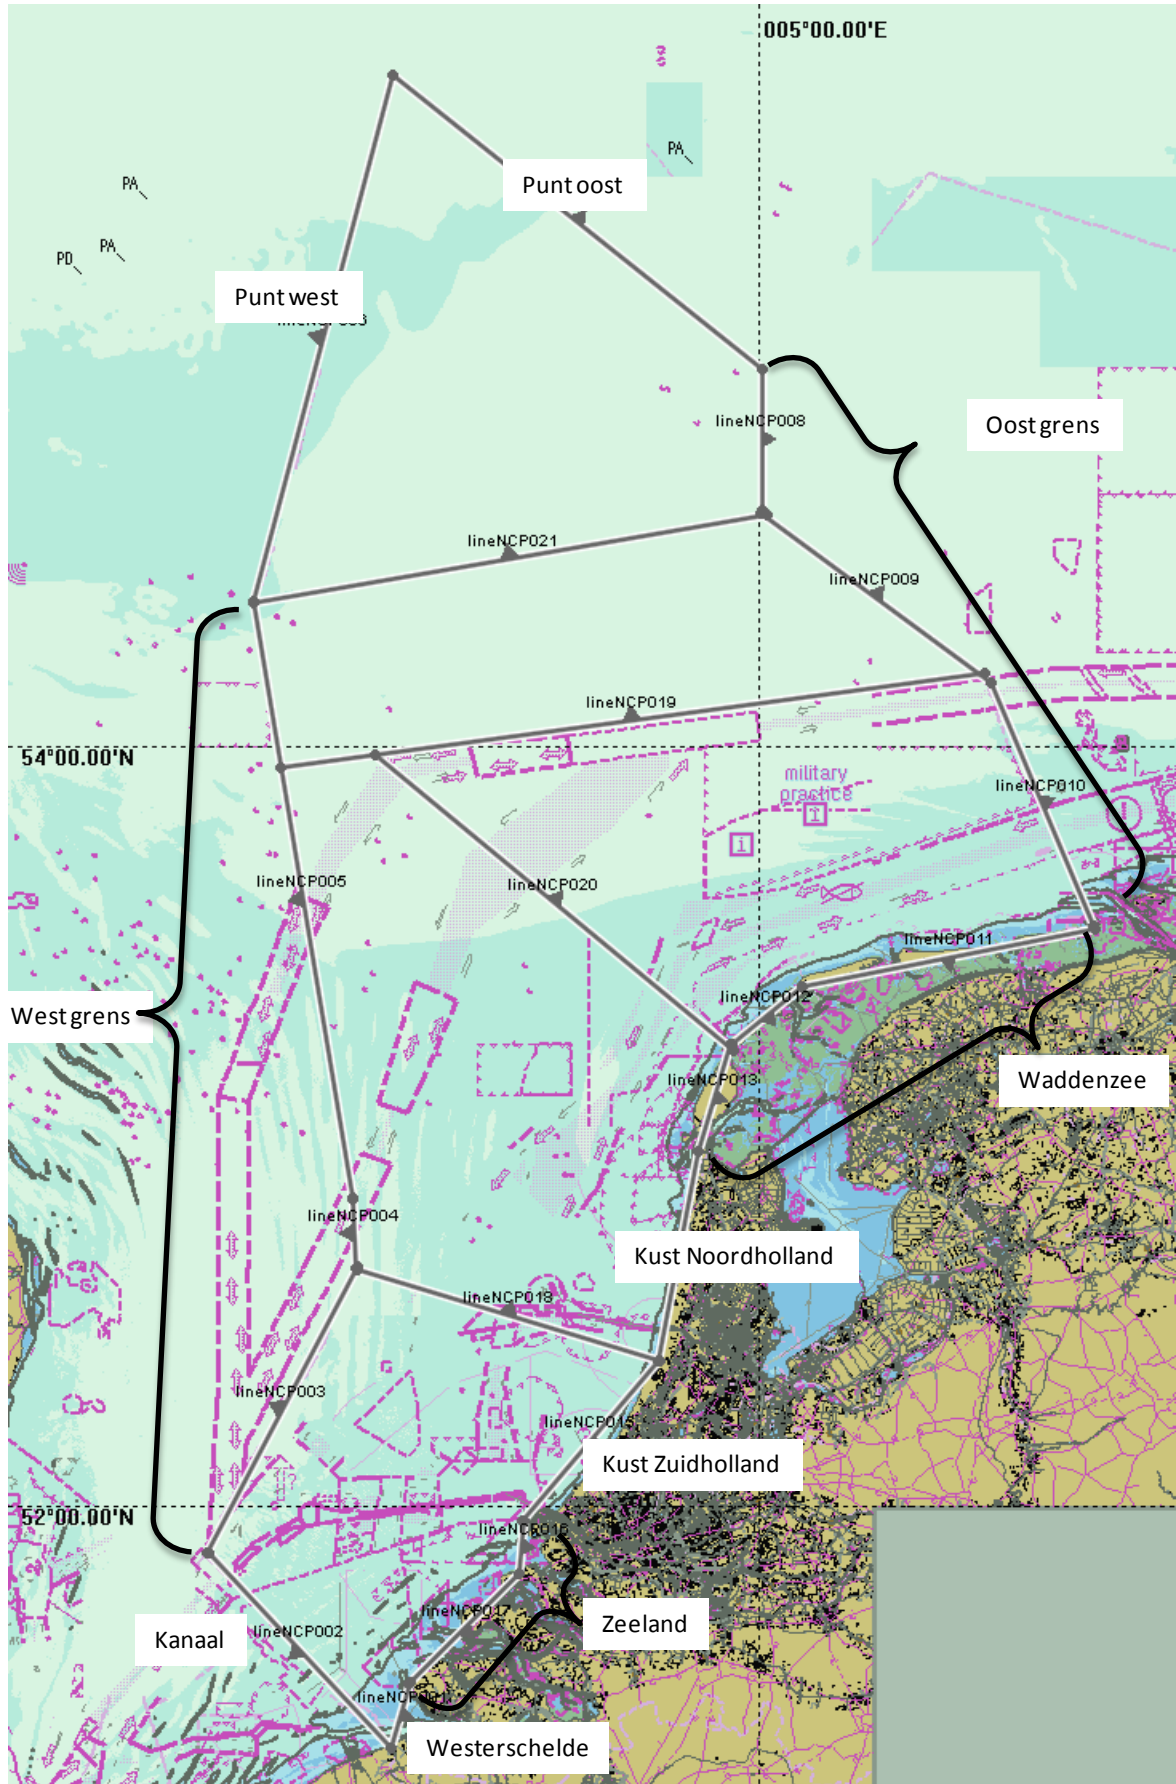 005°00.00'E
PA
Punt oost
PA
PA
PD
Punt west
lineNCP008
Oost grens
lineNCP021
lineNCP009
lineNCP019
54°00.00'N
military
practice
lineNCP010
i
i
lineNCP005
lineNCP020
lineNCP011
lineNCP012
West grens
lineNCP013
Waddenzee
lineNCP004
Kust Noordholland
lineNCP018
lineNCP003
lineNCP015
Kust Zuidholland
52°00.00'N
lineNCP016
lineNCP017
Zeeland
Kanaal
lineNCP002
lineNCP001
Westerschelde